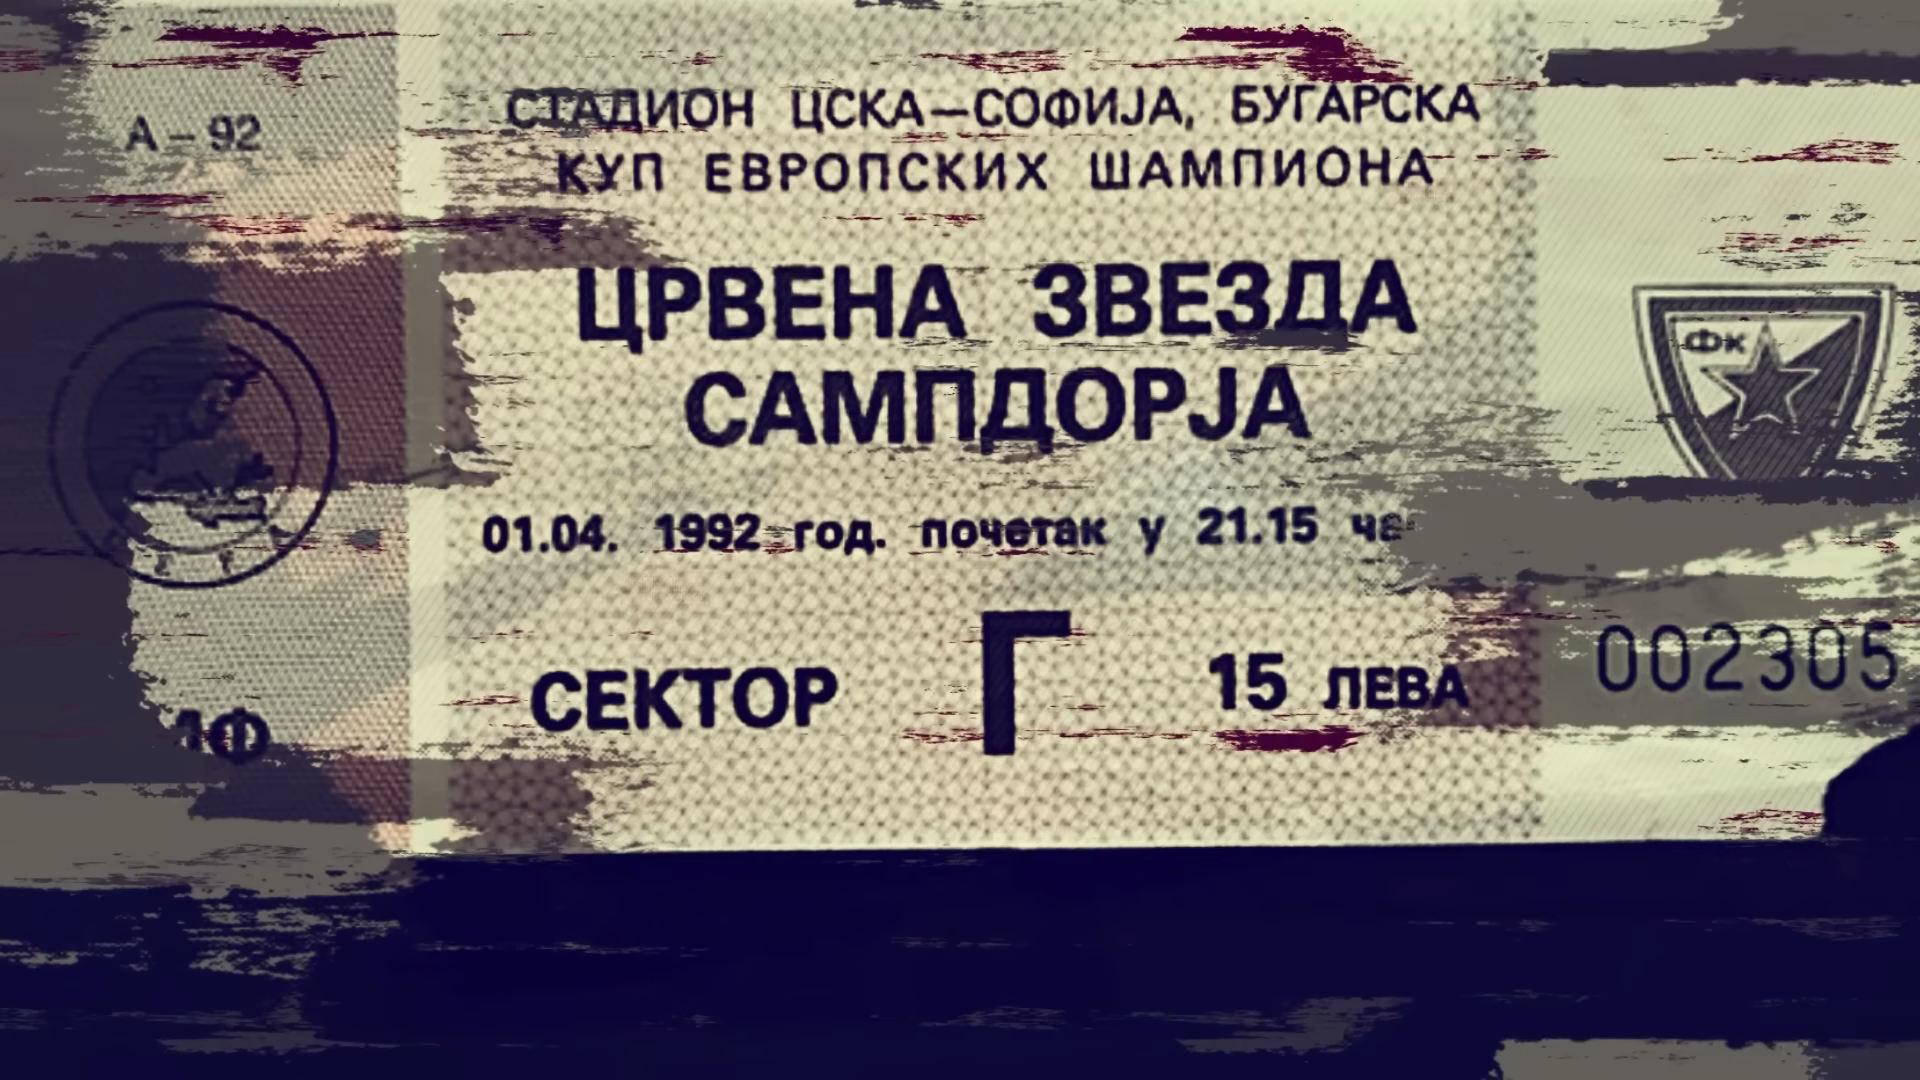 А – 92
СТАДИОН ЦСКА—СОФИЈА, БУГАРСКА
КУП ЕВРОПСКИХ ШАМПИОНА
ЦРВЕНА ЗВЕЗДА
САМПДОРЈА
ФК
01.04. 1992 год. почетак у 21.15
СЕКТОР Г 15 ЛЕВА
002305